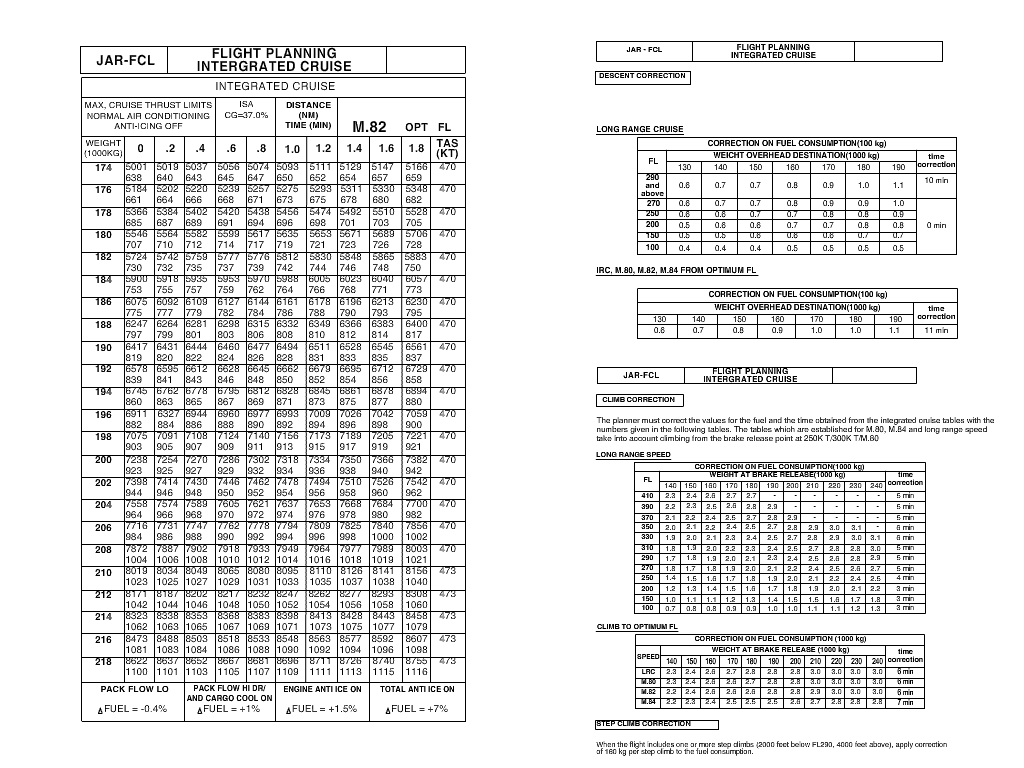 JAR-FCL
FLIGHT PLANNING
INTERGRATED CRUISE
INTEGRATED CRUISE
MAX, CRUISE THRUST LIMITS
NORMAL AIR CONDITIONING
ANTI-ICING OFF
ISA
CG=37.0%
DISTANCE
(NM)
TIME (MIN)
M.82 OPT FL
WEIGHT
(1000KG)
0 .2 .4 .6 .8 1.0 1.2 1.4 1.6 1.8 TAS
(KT)
174 5001 5019 5037 5056 5074 5093 5111 5129 5147 5166 470
638 640 643 645 647 650 652 654 657 659
176 5184 5202 5220 5239 5257 5275 5293 5311 5330 5348 470
661 664 666 668 671 673 675 678 680 682
178 5366 5384 5402 5420 5438 5456 5474 5492 5510 5528 470
685 687 689 691 694 696 698 701 703 705
180 5546 5564 5582 5599 5617 5635 5653 5671 5689 5706 470
707 710 712 714 717 719 721 723 726 728
182 5724 5742 5759 5777 5776 5812 5830 5848 5865 5883 470
730 732 735 737 739 742 744 746 748 750
184 5900 5918 5935 5953 5970 5988 6005 6023 6040 6057 470
753 755 757 759 762 764 766 768 771 773
186 6075 6092 6109 6127 6144 6161 6178 6196 6213 6230 470
775 777 779 782 784 786 788 790 793 795
188 6247 6264 6281 6298 6315 6332 6349 6366 6383 6400 470
797 799 801 803 806 808 810 812 814 817
190 6417 6431 6451 6460 6477 6494 6511 6528 6545 6561 470
819 820 822 824 826 828 831 833 835 837
192 6578 6595 6612 6628 6645 6662 6679 6695 6712 6729 470
839 841 843 846 848 850 852 854 856 858
194 6745 6762 6778 6795 6812 6828 6845 6861 6878 6894 470
860 863 865 867 869 871 873 875 877 880
196 6911 6327 6944 6960 6977 6993 7009 7026 7042 7059 470
882 884 886 888 890 892 894 896 898 900
198 7075 7091 7108 7124 7140 7156 7173 7189 7205 7221 470
903 905 907 909 911 913 915 917 919 921
200 7238 7254 7270 7286 7302 7318 7334 7350 7366 7382 470
923 925 927 929 932 934 936 938 940 942
202 7398 7414 7430 7446 7462 7478 7494 7510 7526 7542 470
944 946 948 950 952 954 956 958 960 962
204 7558 7574 7589 7605 7621 7637 7653 7668 7684 7700 470
964 966 968 970 972 974 976 978 980 982
206 7716 7731 7747 7762 7778 7794 7809 7825 7840 7856 470
984 986 988 990 992 994 996 998 1000 1002
208 7872 7887 7902 7918 7933 7949 7964 7977 7989 8003 470
1004 1006 1008 1010 1012 1014 1016 1018 1019 1021
210 8019 8034 8049 8065 8080 8095 8110 8126 8141 8156 473
1023 1025 1027 1029 1031 1033 1035 1037 1038 1040
212 8171 8187 8202 8217 8232 8247 8262 8277 8293 8308 473
1042 1044 1046 1048 1050 1052 1054 1056 1058 1060
214 8323 8338 8353 8368 8383 8398 8413 8428 8443 8458 473
1062 1063 1065 1067 1069 1071 1073 1075 1077 1079
216 8473 8488 8503 8518 8533 8548 8563 8577 8592 8607 473
1081 1083 1084 1086 1088 1090 1092 1094 1096 1098
218 8622 8637 8652 8667 8681 8696 8711 8726 8740 8755 473
1100 1101 1103 1105 1107 1109 1111 1113 1115 1116
PACK FLOW LO
ΔFUEL = -0.4%
PACK FLOW HI DR/
AND CARGO COOL ON
ΔFUEL = +1%
ENGINE ANTI ICE ON
ΔFUEL = +1.5%
TOTAL ANTI ICE ON
ΔFUEL = +7%
JAR - FCL
FLIGHT PLANNING
INTERGRATED CRUISE
DESCENT CORRECTION
LONG RANGE CRUISE
CORRECTION ON FUEL CONSUMPTION(100 kg)
FL WEICHT OVERHEAD DESTINATION(1000 kg) time
correction
130 140 150 160 170 180 190
290
and
above
0.6 0.7 0.7 0.8 0.9 1.0 1.1 10 min
270 0.6 0.7 0.7 0.8 0.9 0.9 1.0
250 0.6 0.6 0.7 0.7 0.8 0.8 0.9
200 0.5 0.6 0.6 0.7 0.7 0.8 0.8 0 min
150 0.5 0.5 0.6 0.6 0.6 0.7 0.7
100 0.4 0.4 0.4 0.5 0.5 0.5 0.5
IRC, M.80, M.82, M.84 FROM OPTIMUM FL
CORRECTION ON FUEL CONSUMPTION(100 kg)
WEICHT OVERHEAD DESTINATION(1000 kg) time
correction
130 140 150 160 170 180 190
0.6 0.7 0.8 0.9 1.0 1.0 1.1 11 min
JAR-FCL
FLIGHT PLANNING
INTERGRATED CRUISE
CLIMB CORRECTION
The planner must correct the values for the fuel and the time obtained from the integrated cruise tables with the
numbers given in the following tables. The tables which are established for M.80, M.84 and long range speed
take into account climbing from the brake release point at 250K T/300K T/M.80
LONG RANGE SPEED
CORRECTION ON FUEL CONSUMPTION(1000 kg)
FL WEIGHT AT BRAKE RELEASE(1000 kg) time
correction
140 150 160 170 180 190 200 210 220 230 240
410 2.3 2.4 2.6 2.7 2.7 - - - - - - 5 min
390 2.2 2.3 2.5 2.6 2.8 2.9 - - - - - 5 min
370 2.1 2.2 2.4 2.5 2.7 2.8 2.9 - - - - 5 min
350 2.0 2.1 2.2 2.4 2.5 2.7 2.8 2.9 3.0 3.1 - 6 min
330 1.9 2.0 2.1 2.3 2.4 2.5 2.7 2.8 2.9 3.0 3.1 6 min
310 1.8 1.9 2.0 2.2 2.3 2.4 2.5 2.7 2.8 2.8 3.0 5 min
290 1.7 1.8 1.9 2.0 2.1 2.3 2.4 2.5 2.6 2.8 2.9 5 min
270 1.8 1.7 1.8 1.9 2.0 2.1 2.2 2.4 2.5 2.6 2.7 5 min
250 1.4 1.5 1.6 1.7 1.8 1.9 2.0 2.1 2.2 2.4 2.5 4 min
200 1.2 1.3 1.4 1.5 1.6 1.7 1.8 1.9 2.0 2.1 2.2 3 min
150 1.0 1.1 1.1 1.2 1.3 1.4 1.5 1.5 1.6 1.7 1.8 3 min
100 0.7 0.8 0.8 0.9 0.9 1.0 1.0 1.1 1.1 1.2 1.3 3 min
CLIMB TO OPTIMUM FL
CORRECTION ON FUEL CONSUMPTION (1000 kg)
SPEED WEICHT AT BRAKE RELEASE (1000 kg) time
correction
140 150 160 170 180 190 200 210 220 230 240
LRC 2.3 2.4 2.6 2.7 2.8 2.8 2.9 3.0 3.0 3.0 3.0 6 min
M.80 2.2 2.4 2.6 2.6 2.7 2.8 2.8 3.0 3.0 3.0 3.0 6 min
M.82 2.2 2.4 2.6 2.6 2.6 2.7 2.8 2.9 3.0 3.0 3.0 6 min
M.84 2.2 2.3 2.4 2.5 2.5 2.5 2.6 2.7 2.8 2.8 2.8 7 min
STEP CLIMB CORRECTION
When the flight includes one or more step climbs (2000 feet below FL290, 4000 feet above), apply correction
of 160 kg per step climb to the fuel consumption.